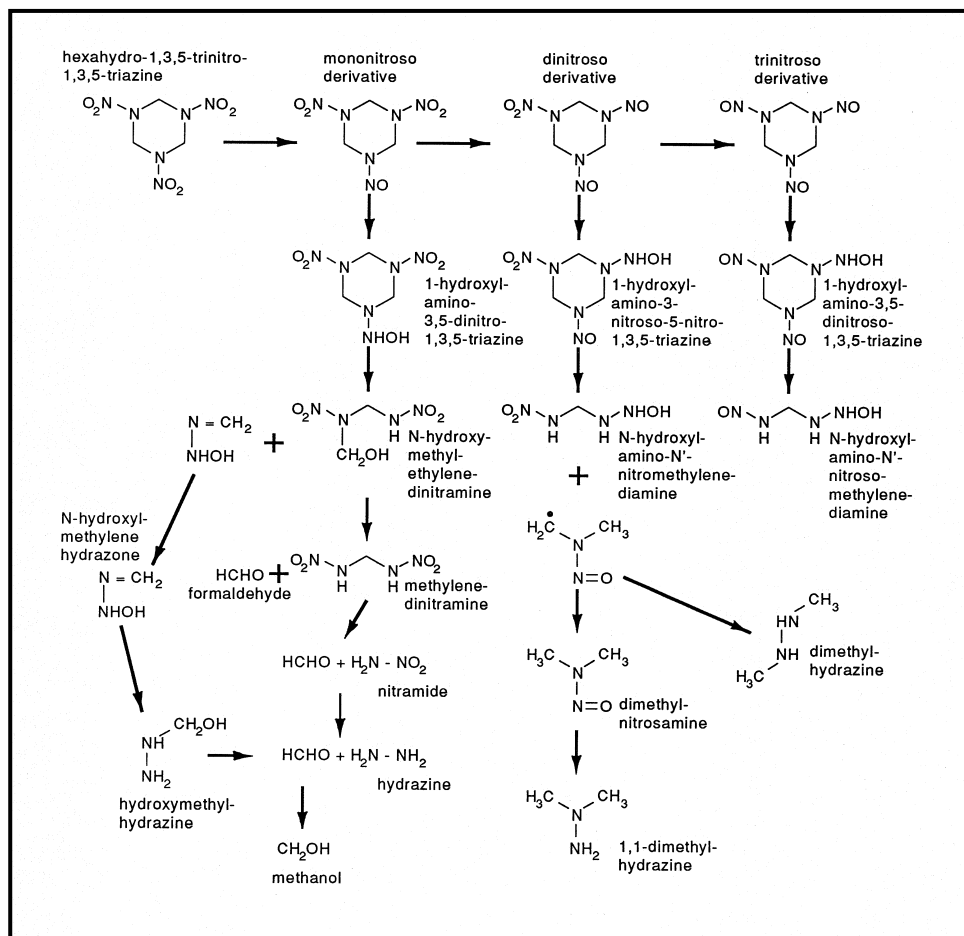 hexahydro-1,3,5-trinitro-
1,3,5-triazine
mononitroso
derivative
dinitroso
derivative
trinitroso
derivative
O₂N N N NO₂
N
NO₂
O₂N N N NO₂
N
NO
O₂N N N NO
N
NO
ON N N NO
N
NO
O₂N N N NO₂
N
NHOH
1-hydroxyl-
amino-
3,5-dinitro-
1,3,5-triazine
O₂N N N NHOH
N
NO
1-hydroxyl-
amino-3-
nitroso-5-nitro-
1,3,5-triazine
ON N N NHOH
N
NO
1-hydroxyl-
amino-3,5-
dinitroso-
1,3,5-triazine
N = CH₂
NHOH
+
O₂N N N NO₂
H
CH₂OH
N-hydroxy-
methyl-
ethylene-
dinitramine
O₂N N N NHOH
H H
N-hydroxyl-
amino-N'-
nitromethylene-
diamine
+
ON N N NHOH
H H
N-hydroxyl-
amino-N'-
nitroso-
methylene-
diamine
N-hydroxyl-
methylene
hydrazone
N = CH₂
NHOH
HCHO +
formaldehyde
O₂N N N NO₂
H H
methylene-
dinitramine
H₂C• N CH₃
N=O
HN CH₃
NH
H₃C
dimethyl-
hydrazine
HCHO + H₂N - NO₂
nitramide
H₃C N CH₃
N=O
dimethyl-
nitrosamine
NH CH₂OH
NH₂
hydroxymethyl-
hydrazine
HCHO + H₂N - NH₂
hydrazine
H₃C N CH₃
NH₂
1,1-dimethyl-
hydrazine
CH₂OH
methanol